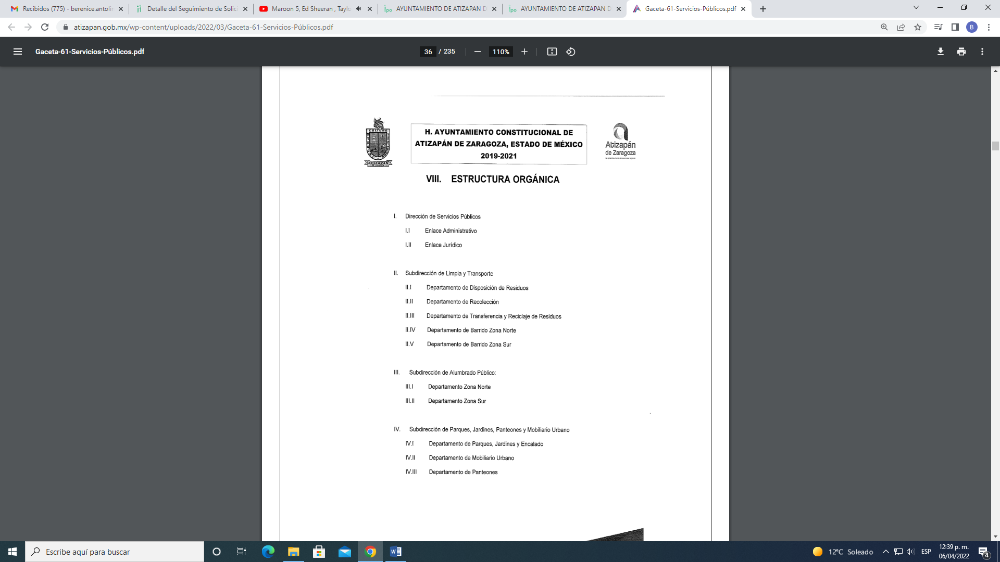 Recibidos (775) - berenice.antolin
Detalle del Seguimiento de Solici
Maroon 5, Ed Sheeran , Taylo
AYUNTAMIENTO DE ATIZAPAN D
AYUNTAMIENTO DE ATIZAPAN D
Gaceta-61-Servicios-Públicos.pdf
atizapan.gob.mx/wp-content/uploads/2022/03/Gaceta-61-Servicios-Públicos.pdf
B
Gaceta-61-Servicios-Públicos.pdf
36 / 235
110%
H. AYUNTAMIENTO CONSTITUCIONAL DE
ATIZAPÁN DE ZARAGOZA, ESTADO DE MÉXICO
2019-2021
CULTURA
ATIZAPAN
Atizapán
de Zaragoza
VIII. ESTRUCTURA ORGÁNICA
I. Dirección de Servicios Públicos
I.I Enlace Administrativo
I.II Enlace Jurídico
II. Subdirección de Limpia y Transporte
II.I Departamento de Disposición de Residuos
II.II Departamento de Recolección
II.III Departamento de Transferencia y Reciclaje de Residuos
II.IV Departamento de Barrido Zona Norte
II.V Departamento de Barrido Zona Sur
III. Subdirección de Alumbrado Público:
III.I Departamento Zona Norte
III.II Departamento Zona Sur
IV. Subdirección de Parques, Jardines, Panteones y Mobiliario Urbano
IV.I Departamento de Parques, Jardines y Encalado
IV.II Departamento de Mobiliario Urbano
IV.III Departamento de Panteones
Escribe aquí para buscar
12°C Soleado
ESP
12:39 p. m.
06/04/2022
4